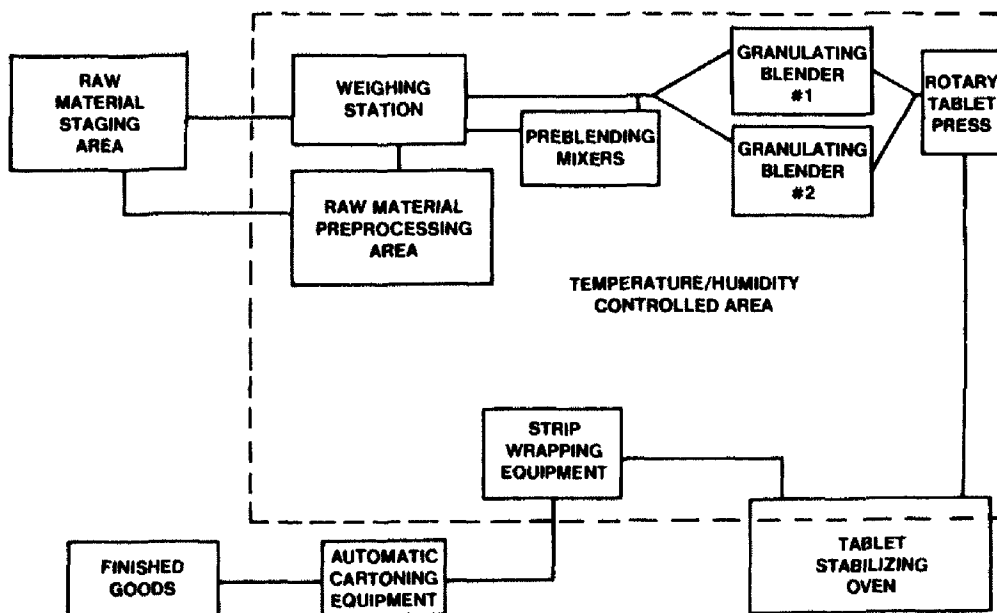 RAW
MATERIAL
STAGING
AREA
WEIGHING
STATION
PREBLENDING
MIXERS
GRANULATING
BLENDER
#1
GRANULATING
BLENDER
#2
ROTARY
TABLET
PRESS
RAW MATERIAL
PREPROCESSING
AREA
TEMPERATURE/HUMIDITY
CONTROLLED AREA
STRIP
WRAPPING
EQUIPMENT
TABLET
STABILIZING
OVEN
AUTOMATIC
CARTONING
EQUIPMENT
FINISHED
GOODS